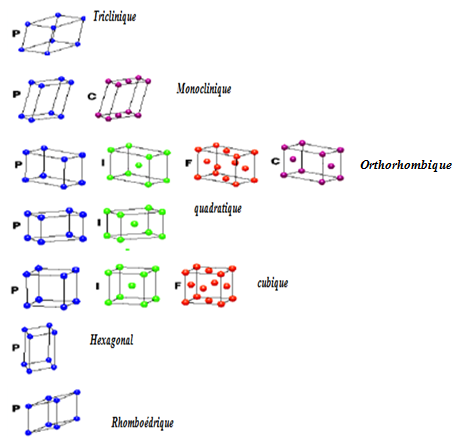 Triclinique
P
P C Monoclinique
P I F C Orthorhombique
P I quadratique
P I F cubique
P Hexagonal
P Rhomboédrique